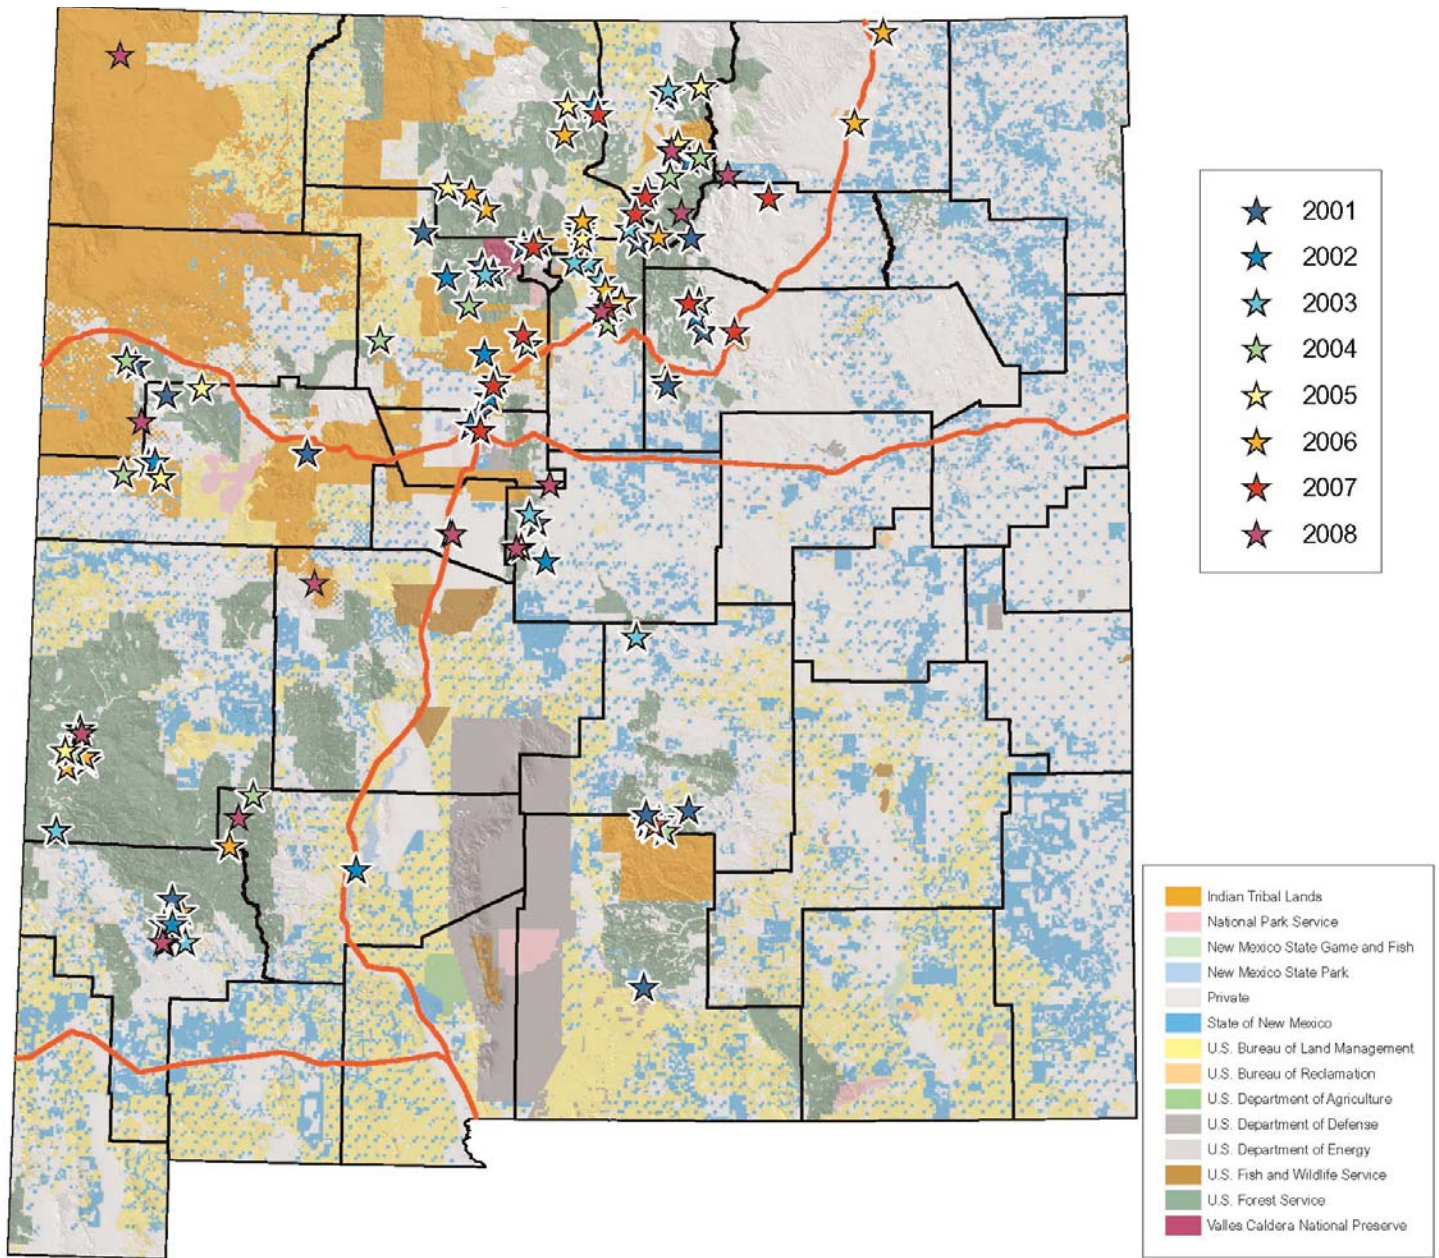 2001
2002
2003
2004
2005
2006
2007
2008
Indian Tribal Lands
National Park Service
New Mexico State Game and Fish
New Mexico State Park
Private
State of New Mexico
U.S. Bureau of Land Management
U.S. Bureau of Reclamation
U.S. Department of Agriculture
U.S. Department of Defense
U.S. Department of Energy
U.S. Fish and Wildlife Service
U.S. Forest Service
Valles Caldera National Preserve